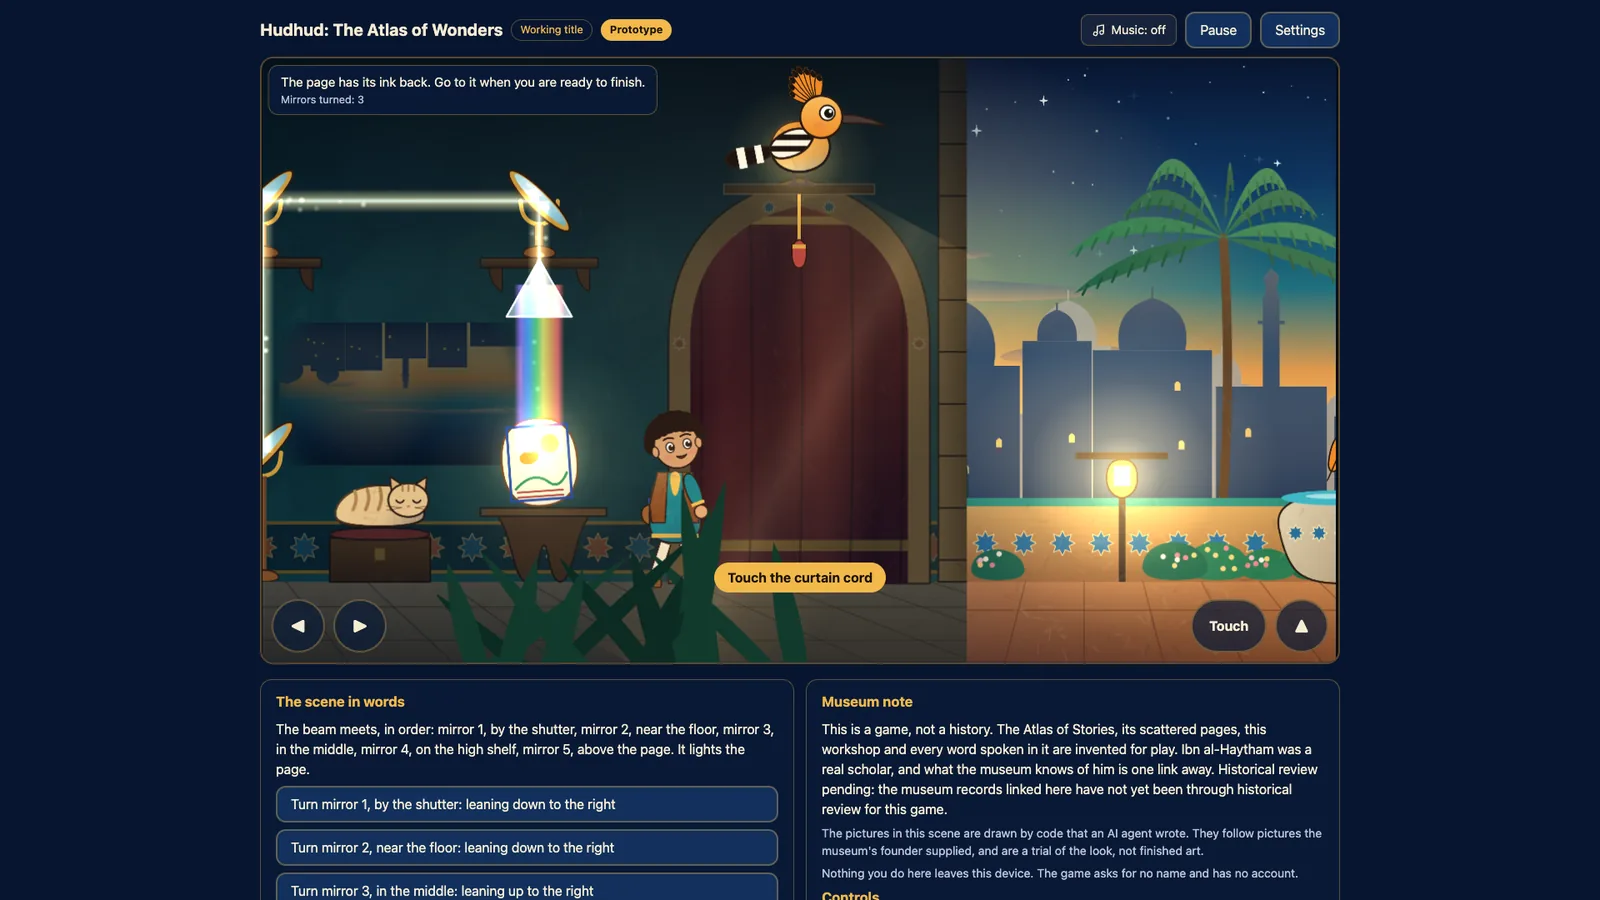 Hudhud: The Atlas of Wonders
Working title
Prototype
Music: off
Pause
Settings
The page has its ink back. Go to it when you are ready to finish.
Mirrors turned: 3
Touch the curtain cord
Touch
The scene in words
The beam meets, in order: mirror 1, by the shutter, mirror 2, near the floor, mirror 3,
in the middle, mirror 4, on the high shelf, mirror 5, above the page. It lights the
page.
Turn mirror 1, by the shutter: leaning down to the right
Turn mirror 2, near the floor: leaning down to the right
Turn mirror 3, in the middle: leaning up to the right
Museum note
This is a game, not a history. The Atlas of Stories, its scattered pages, this
workshop and every word spoken in it are invented for play. Ibn al-Haytham was a
real scholar, and what the museum knows of him is one link away. Historical review
pending: the museum records linked here have not yet been through historical
review for this game.
The pictures in this scene are drawn by code that an AI agent wrote. They follow pictures the
museum's founder supplied, and are a trial of the look, not finished art.
Nothing you do here leaves this device. The game asks for no name and has no account.
Controls